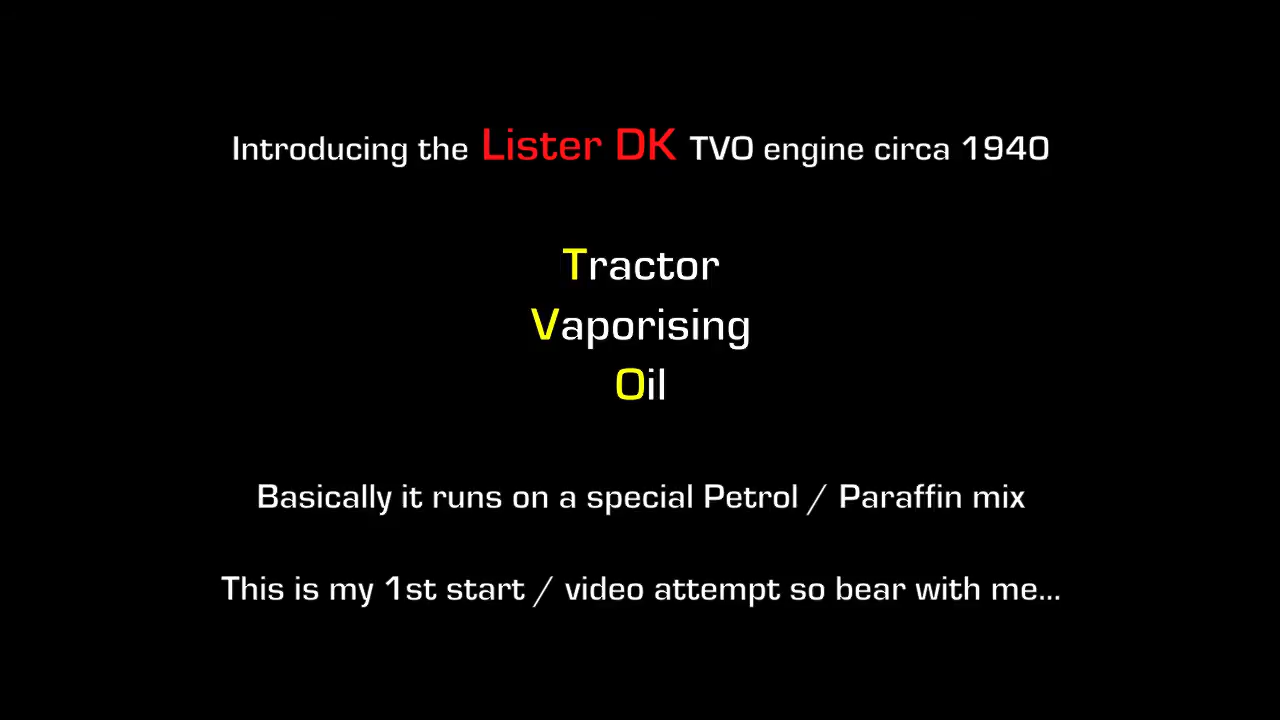 Introducing the Lister DK TVO engine circa 1940
Tractor
Vaporising
Oil
Basically it runs on a special Petrol / Paraffin mix
This is my 1st start / video attempt so bear with me...